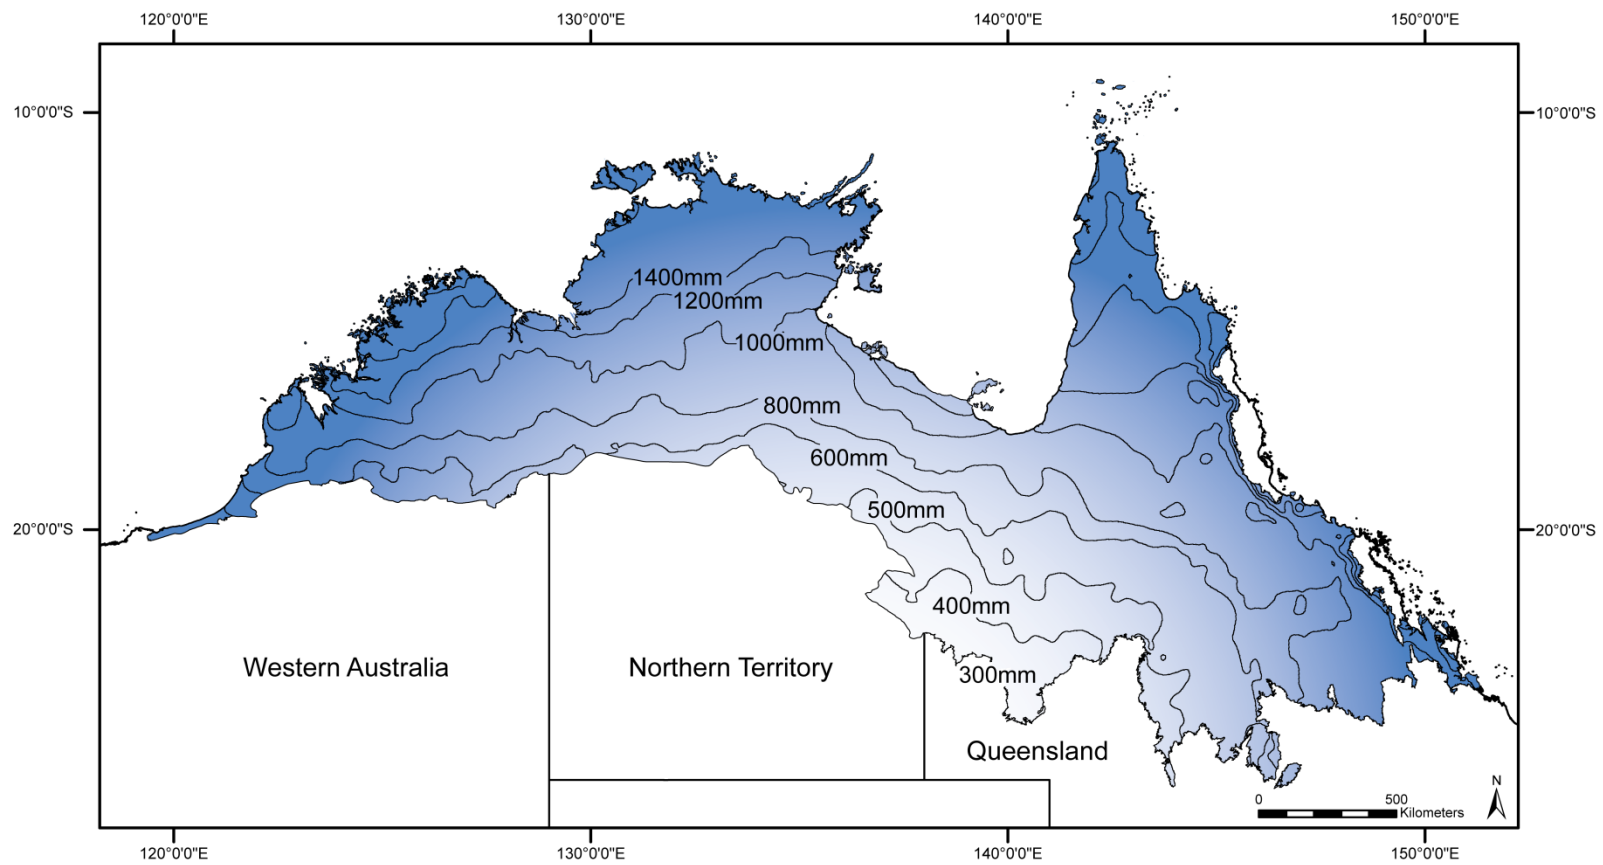 120°0'0"E
130°0'0"E
140°0'0"E
150°0'0"E
10°0'0"S
10°0'0"S
1400mm
1200mm
1000mm
800mm
600mm
500mm
20°0'0"S
20°0'0"S
400mm
Western Australia
Northern Territory
300mm
Queensland
N
0
500
Kilometers
120°0'0"E
130°0'0"E
140°0'0"E
150°0'0"E